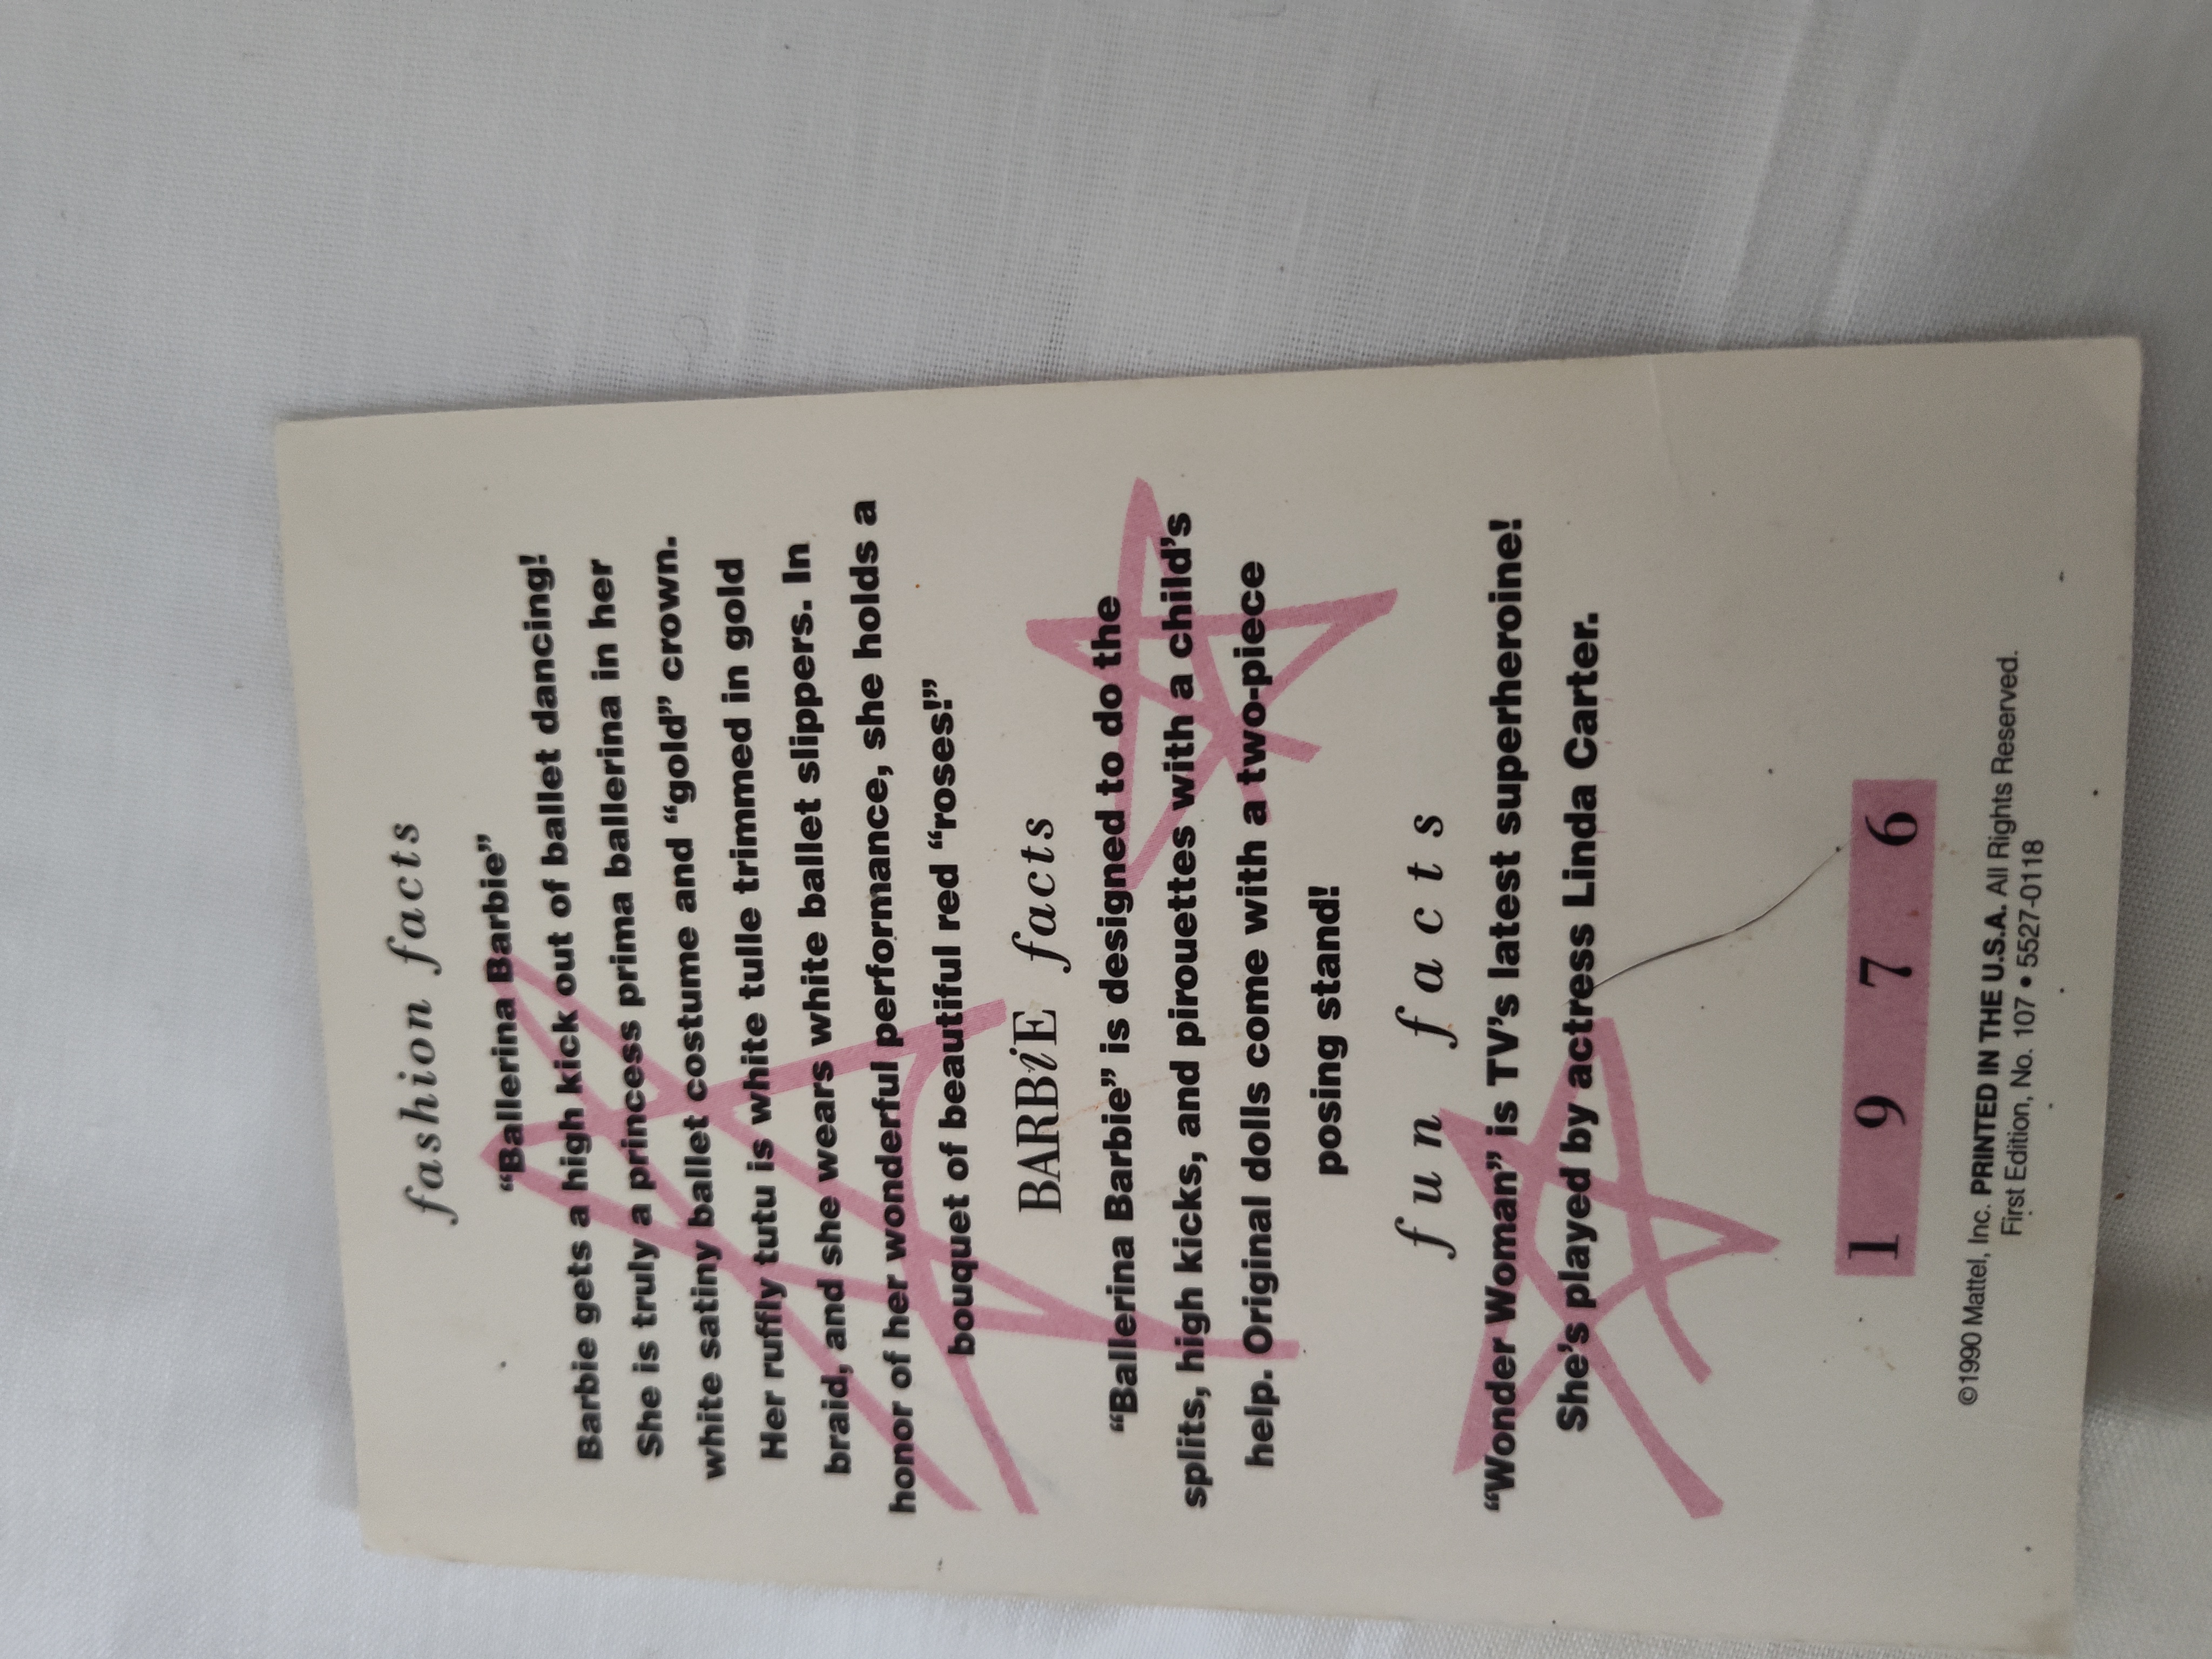 fashion facts
“Ballerina Barbie”
Barbie gets a high kick out of ballet dancing!
She is truly a princess prima ballerina in her
white satiny ballet costume and “gold” crown.
Her ruffly tutu is white tulle trimmed in gold
braid, and she wears white ballet slippers. In
honor of her wonderful performance, she holds a
bouquet of beautiful red “roses!”
BARBiE facts
“Ballerina Barbie” is designed to do the
splits, high kicks, and pirouettes with a child’s
help. Original dolls come with a two-piece
posing stand!
fun facts
“Wonder Woman” is TV’s latest superheroine!
She’s played by actress Linda Carter.
1976
©1990 Mattel, Inc. PRINTED IN THE U.S.A. All Rights Reserved.
First Edition, No. 107 • 5527-0118